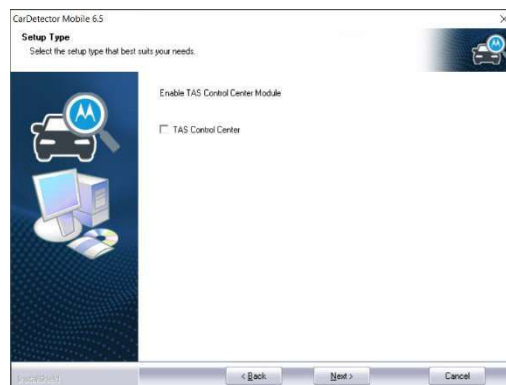 CarDetector Mobile 6.5
Setup Type
Select the setup type that best suits your needs.
Enable TAS Control Center Module
TAS Control Center
InstallShield
< Back
Next >
Cancel